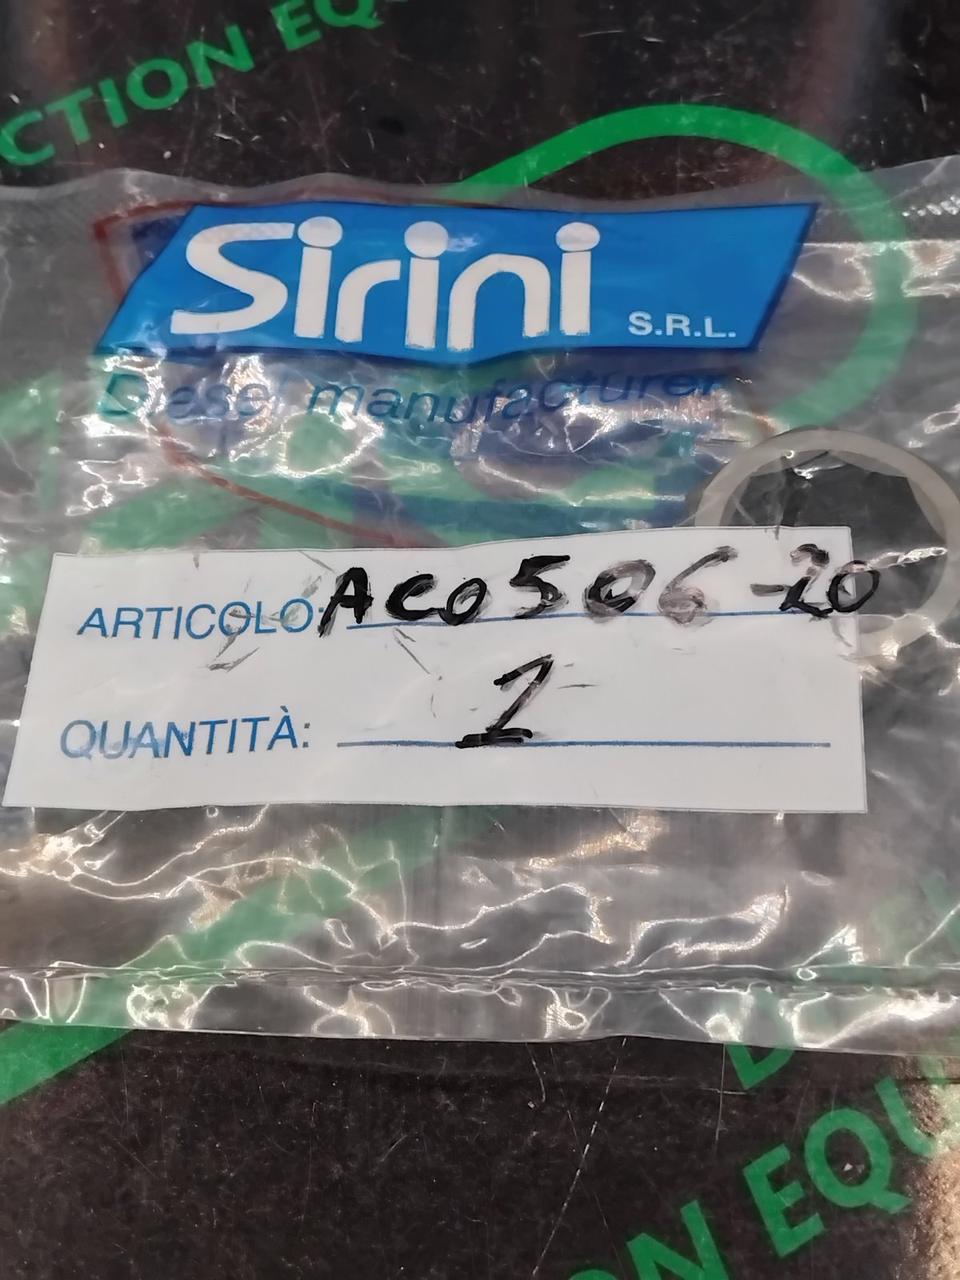 CTION EQ
Sirini S.R.L.
Diesel manufacturer
ARTICOLO: AC0506-20
QUANTITÀ: 1
D
ON EQU